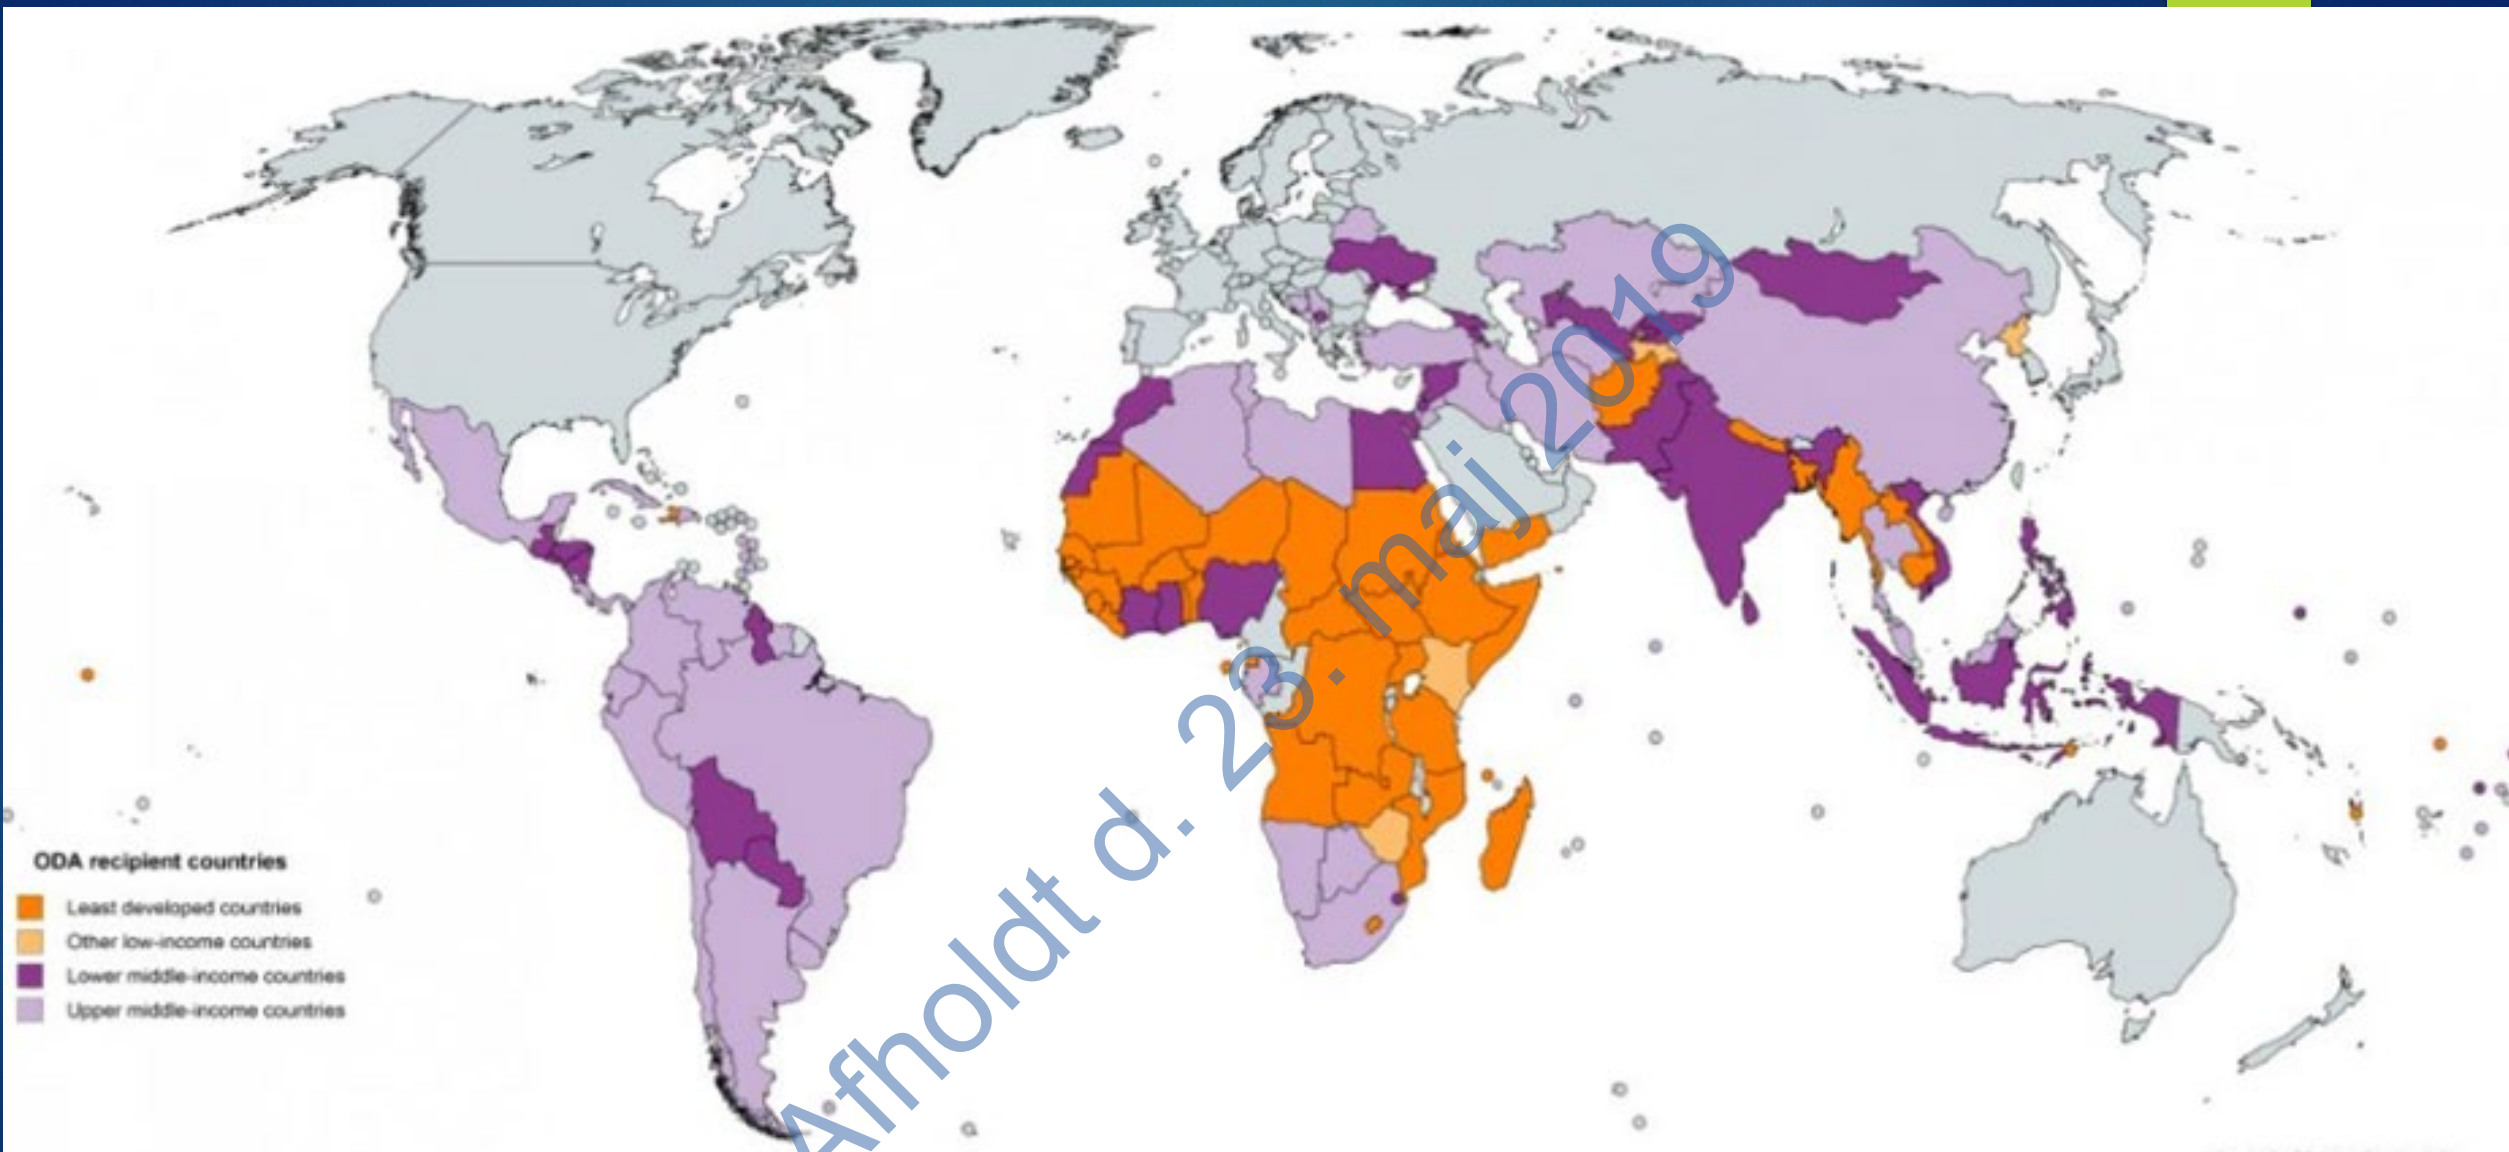 ODA recipient countries
Least developed countries
Other low-income countries
Lower middle-income countries
Upper middle-income countries
Afholdt d. 23. maj 2019